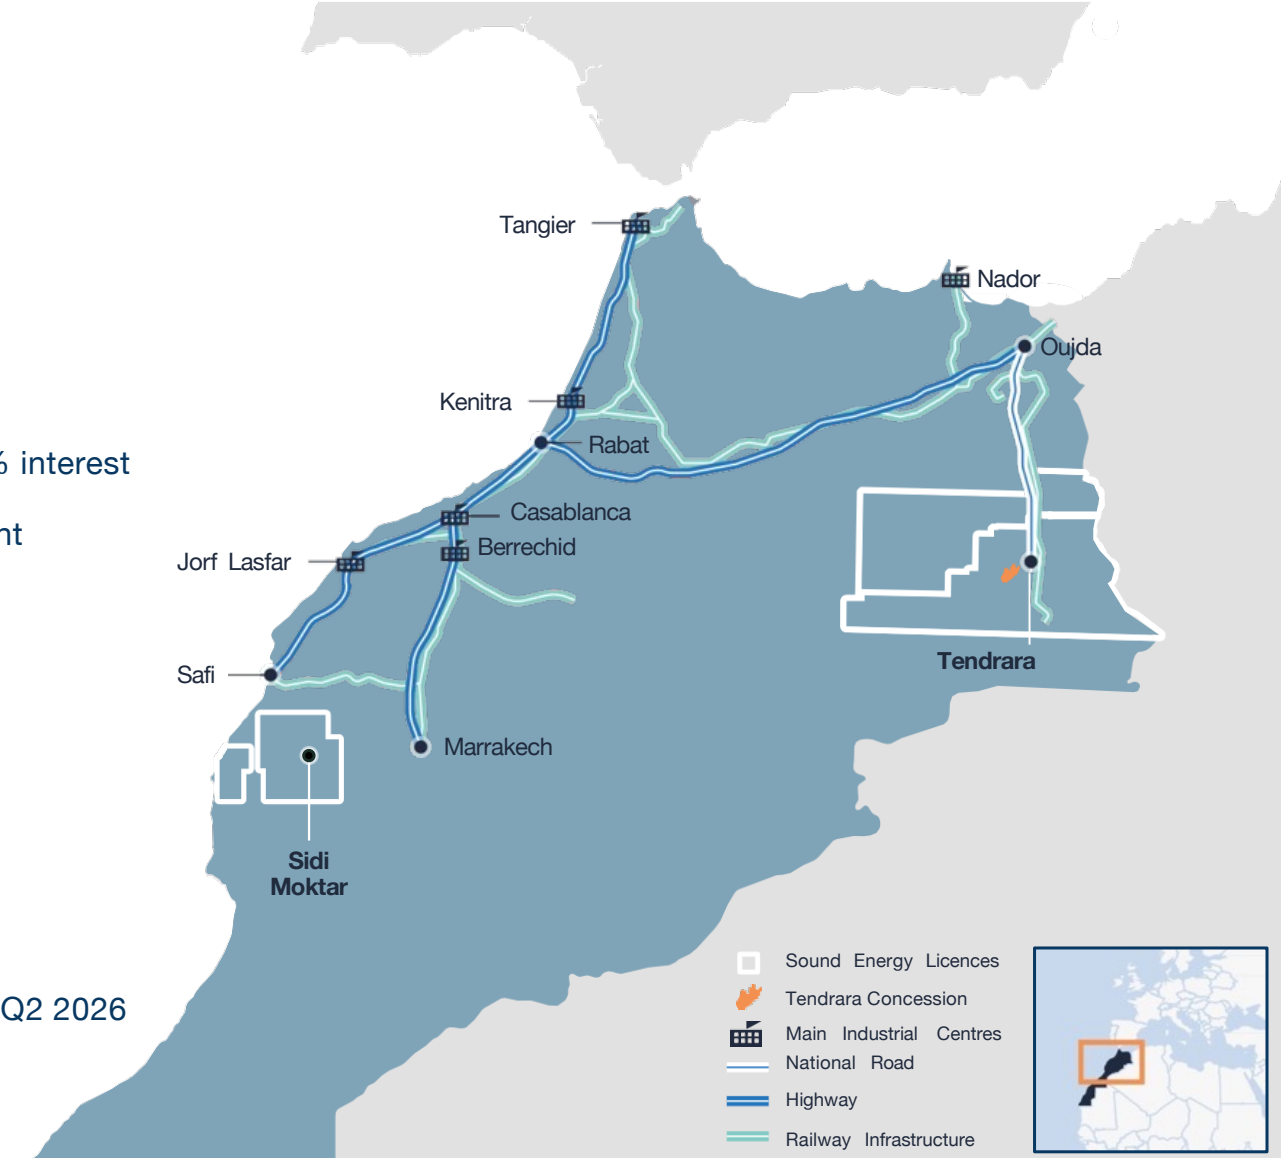 Tangier
Nador
Oujda
Kenitra
Rabat
% interest
Casablanca
nt
Berrechid
Jorf Lasfar
Tendrara
Safi
Marrakech
Sidi
Moktar
Sound Energy Licences
Tendrara Concession
Q2 2026
Main Industrial Centres
National Road
Highway
Railway Infrastructure